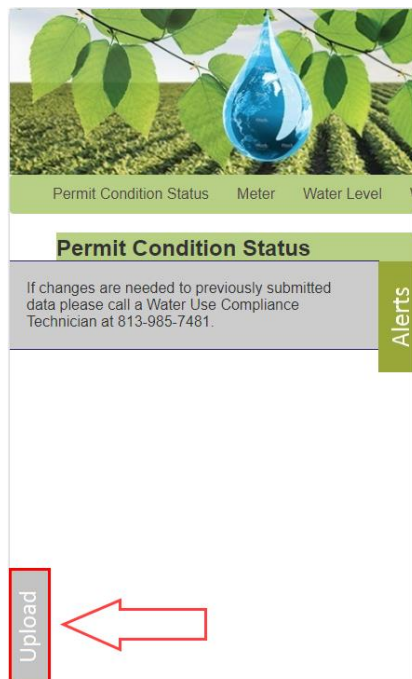 Permit Condition Status Meter Water Level
Permit Condition Status
If changes are needed to previously submitted
data please call a Water Use Compliance
Technician at 813-985-7481.
Alerts
Upload